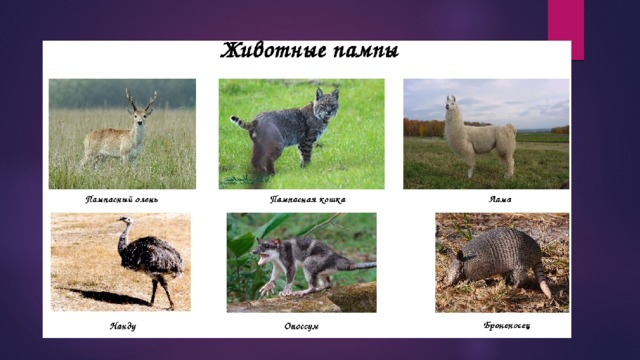 Животные пампы
Пампасный олень
Пампасная кошка
Лама
Нанду
Опоссум
Броненосец